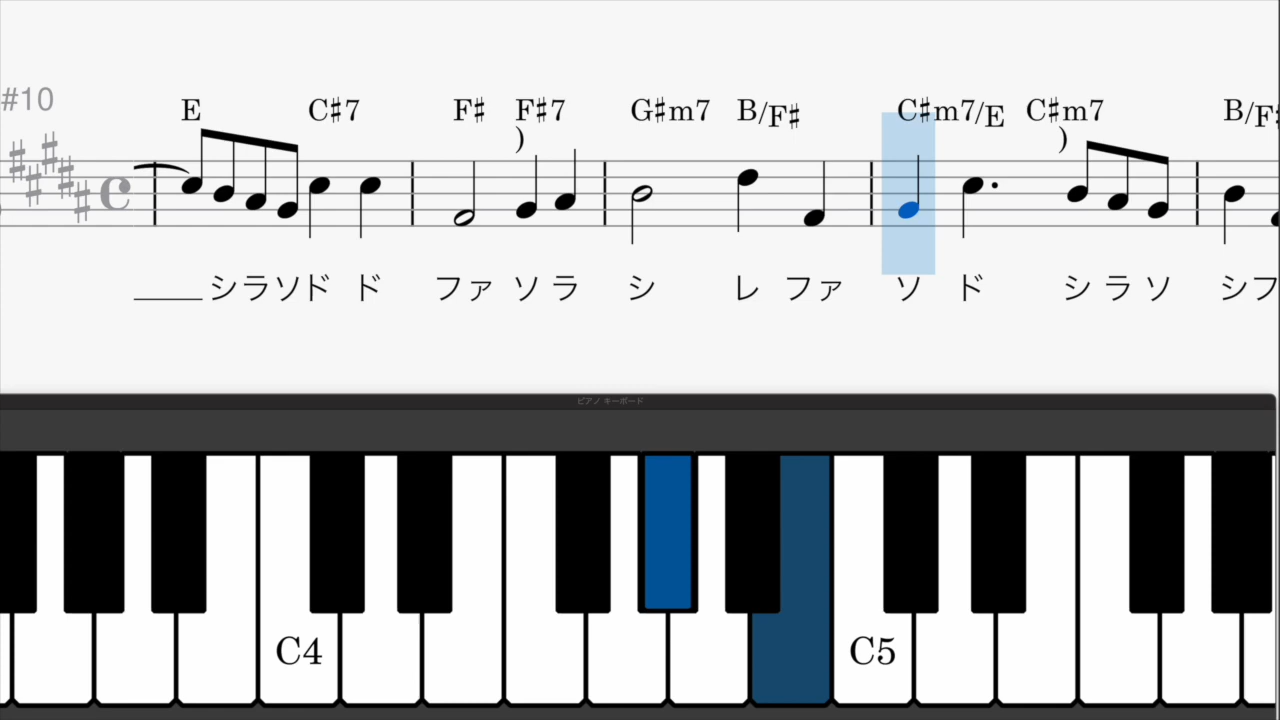 #10
E C♯7 F♯ F♯7 G♯m7 B/F♯ C♯m7/E C♯m7 B/F♯
) )
シラソド ド ファ ソ ラ シ レ ファ ソ ド シ ラ ソ シフ
ピアノ キーボード
C4 C5